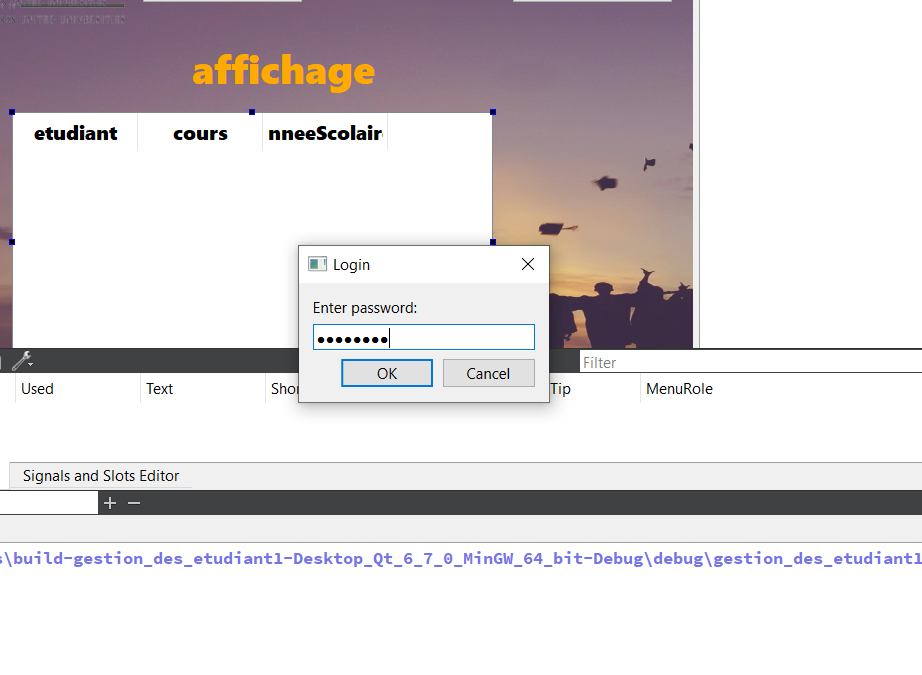 affichage
etudiant cours nneeScolair
Login
Enter password:
●●●●●●●●
OK Cancel
Filter
Used Text Shor Tip MenuRole
Signals and Slots Editor
s\build-gestion_des_etudiant1-Desktop_Qt_6_7_0_MinGW_64_bit-Debug\debug\gestion_des_etudiant1